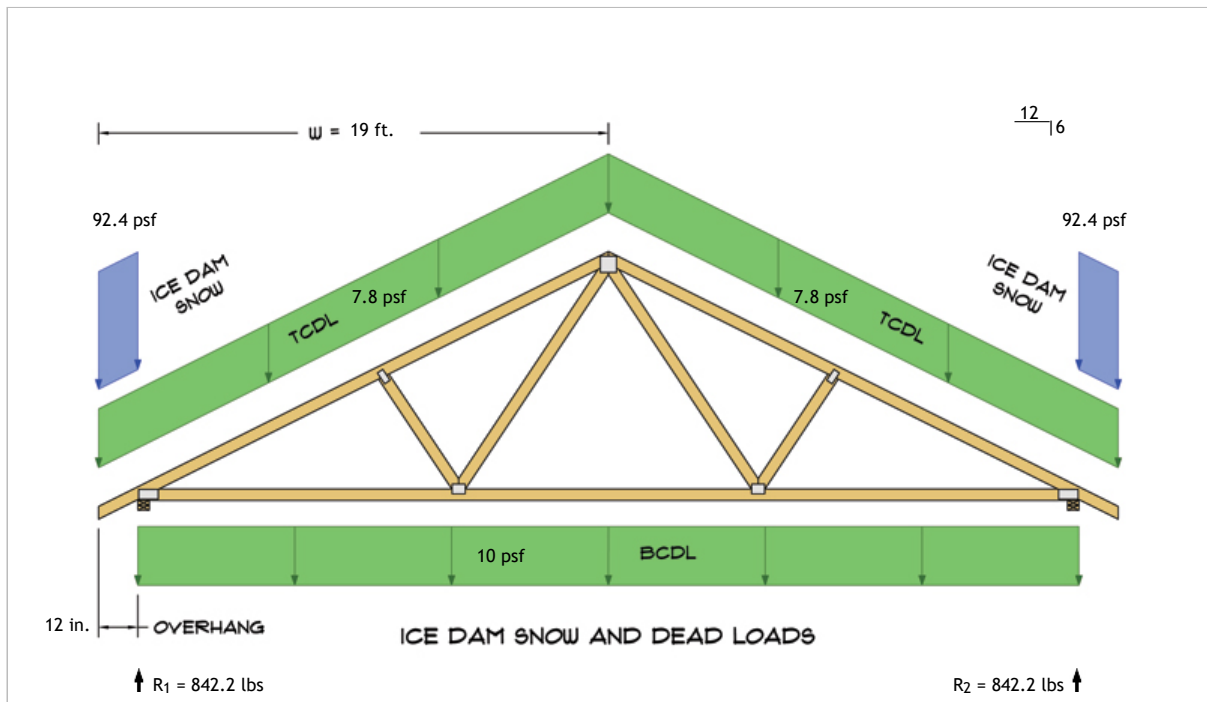 12
6
W = 19 ft.
92.4 psf
92.4 psf
ICE DAM
SNOW
ICE DAM
SNOW
7.8 psf
7.8 psf
TCDL
TCDL
10 psf
BCDL
12 in.
OVERHANG
ICE DAM SNOW AND DEAD LOADS
R1 = 842.2 lbs
R2 = 842.2 lbs